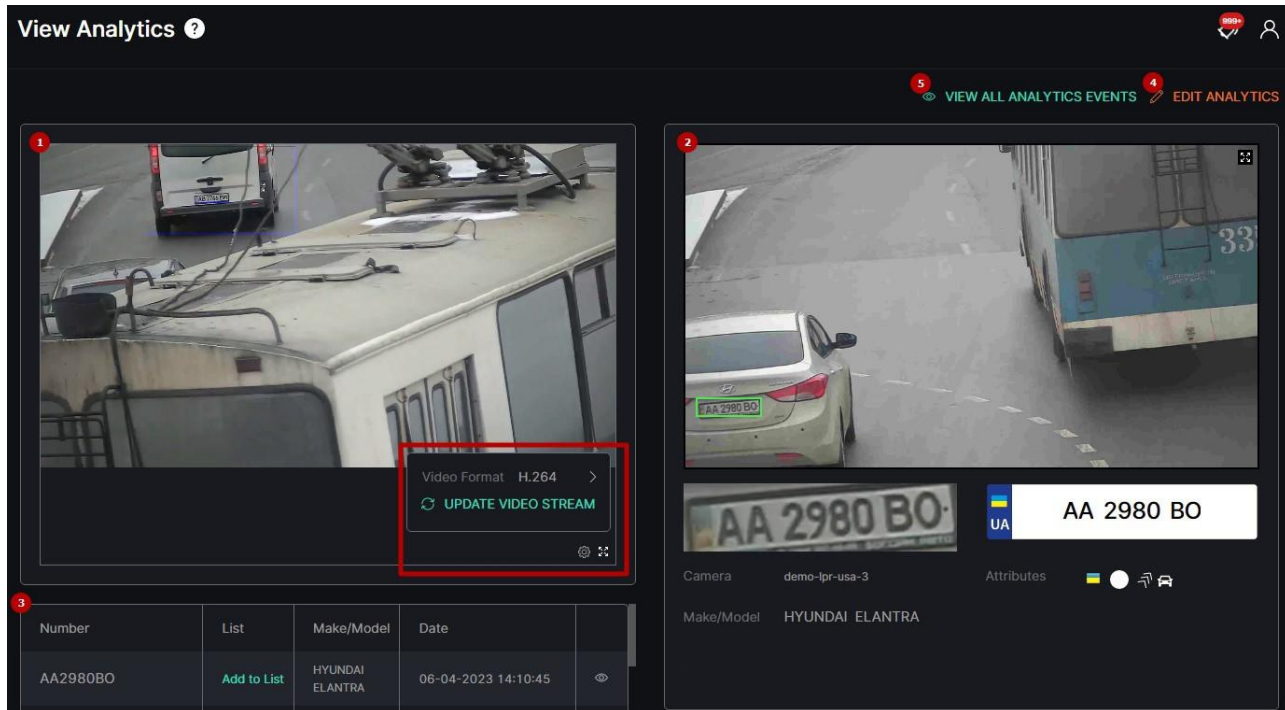 View Analytics ?
999+
5
VIEW ALL ANALYTICS EVENTS
4
EDIT ANALYTICS
1
Video Format H.264 >
UPDATE VIDEO STREAM
2
33
AA 2980 BO
AA 2980 BO
UA
AA 2980 BO
Camera demo-lpr-usa-3
Attributes
Make/Model HYUNDAI ELANTRA
3
Number List Make/Model Date
AA2980BO Add to List HYUNDAI ELANTRA 06-04-2023 14:10:45